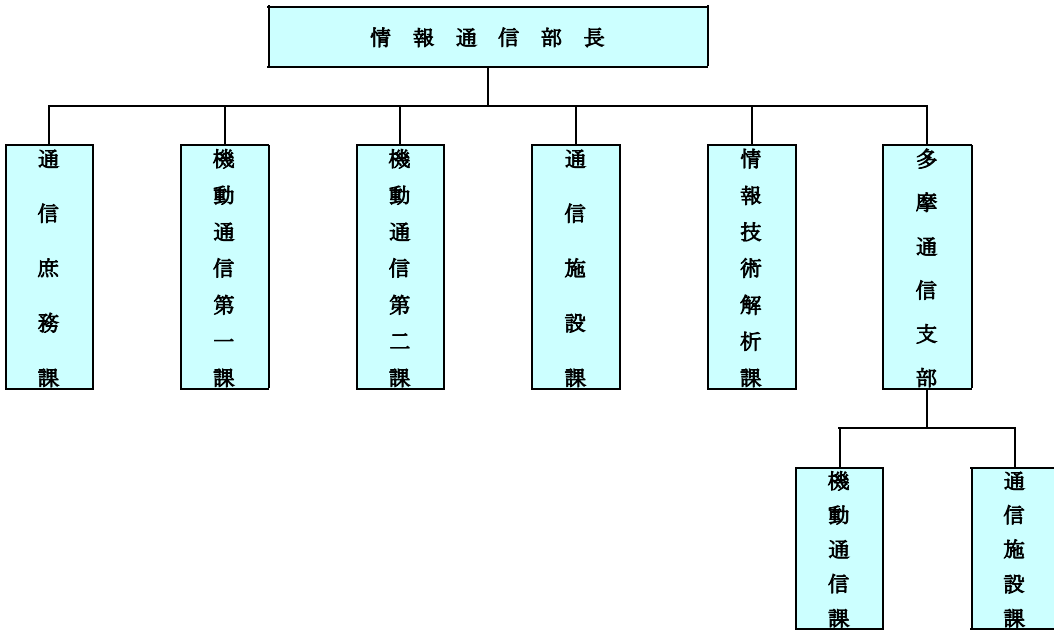 情報通信部長
通信庶務課
機動通信第一課
機動通信第二課
通信施設課
情報技術解析課
多摩通信支部
機動通信課
通信施設課